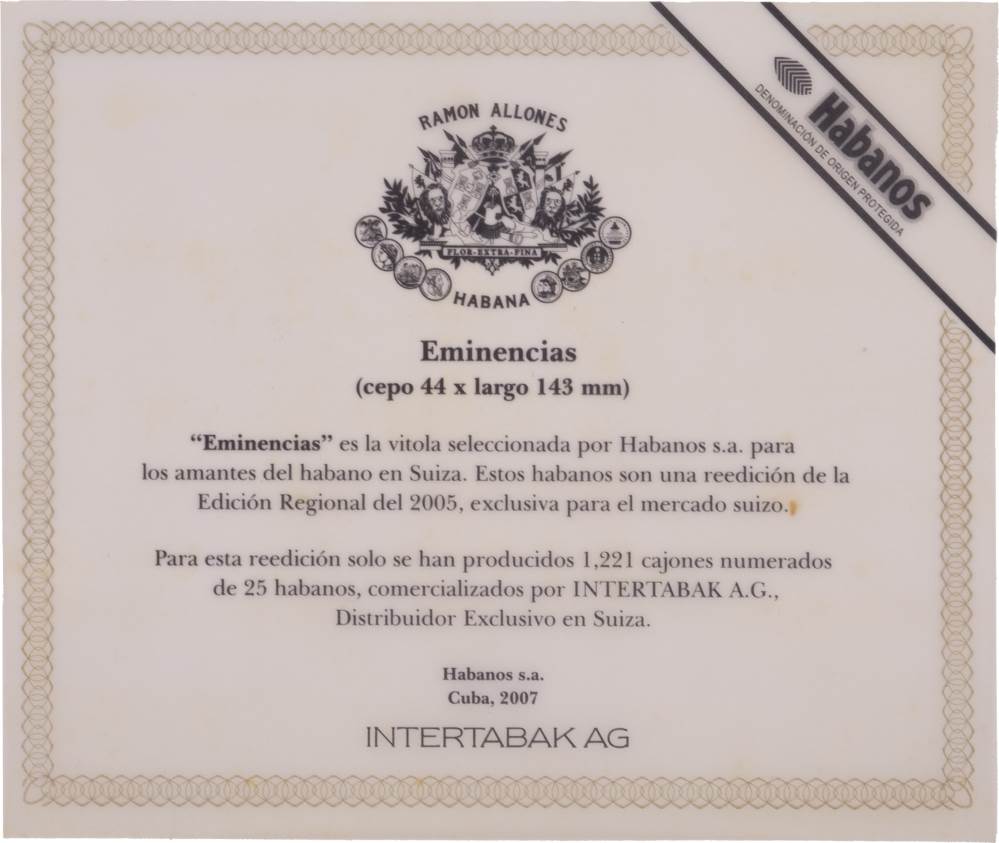 Habanos
DENOMINACIÓN DE ORIGEN PROTEGIDA
RAMON ALLONES
FLOR-EXTRA-FINA
HABANA
Eminencias
(cepo 44 x largo 143 mm)
“Eminencias” es la vitola seleccionada por Habanos s.a. para
los amantes del habano en Suiza. Estos habanos son una reedición de la
Edición Regional del 2005, exclusiva para el mercado suizo.
Para esta reedición solo se han producidos 1,221 cajones numerados
de 25 habanos, comercializados por INTERTABAK A.G.,
Distribuidor Exclusivo en Suiza.
Habanos s.a.
Cuba, 2007
INTERTABAK AG